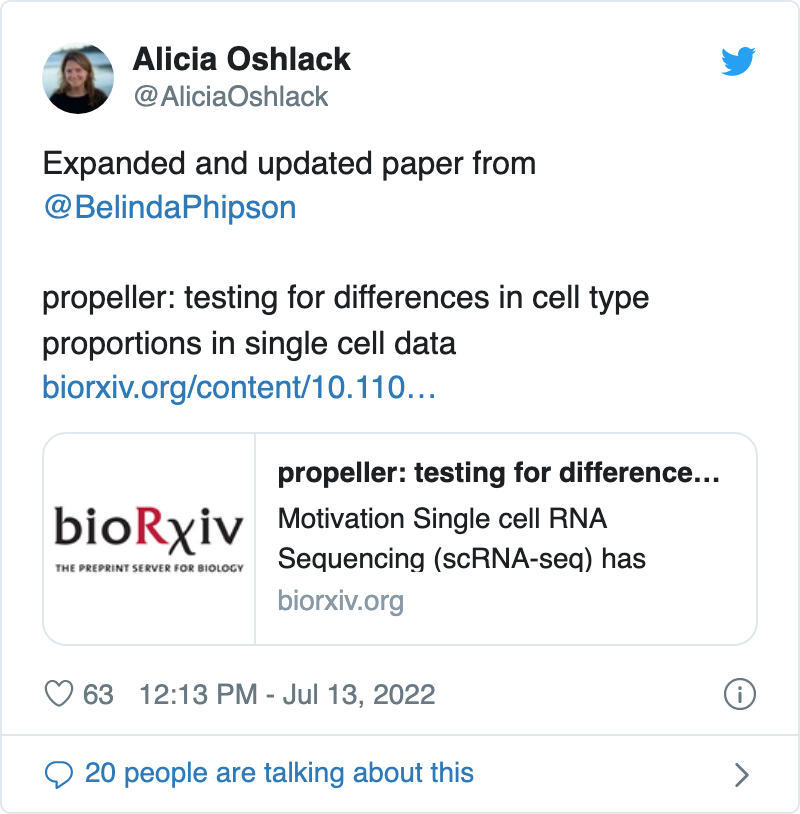 Alicia Oshlack
@AliciaOshlack
Expanded and updated paper from
@BelindaPhipson
propeller: testing for differences in cell type
proportions in single cell data
biorxiv.org/content/10.110…
bioRχiv
THE PREPRINT SERVER FOR BIOLOGY
propeller: testing for difference…
Motivation Single cell RNA
Sequencing (scRNA-seq) has
biorxiv.org
63 12:13 PM - Jul 13, 2022
20 people are talking about this